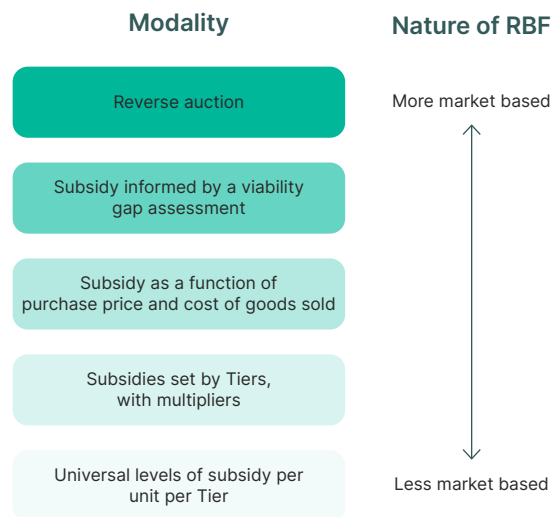 Modality
Nature of RBF
Reverse auction
More market based
Subsidy informed by a viability
gap assessment
Subsidy as a function of
purchase price and cost of goods sold
Subsidies set by Tiers,
with multipliers
Universal levels of subsidy per
unit per Tier
Less market based